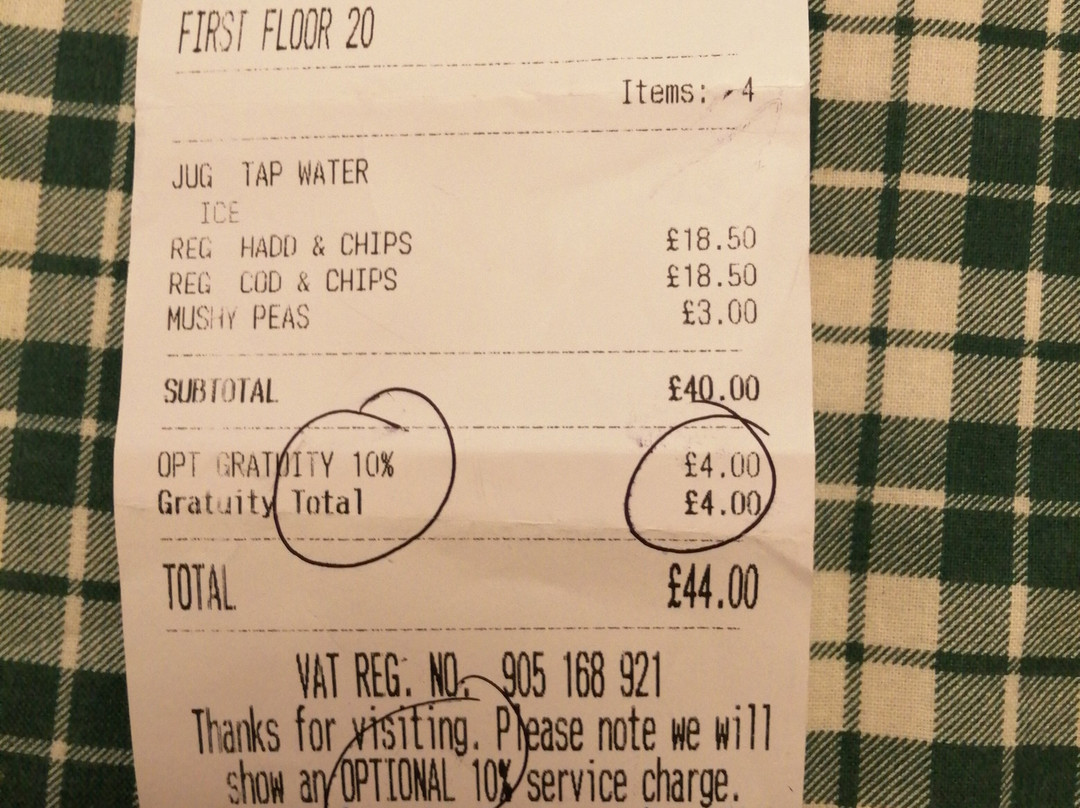 FIRST FLOOR 20
Items: 4
JUG TAP WATER
ICE
REG HADD & CHIPS £18.50
REG COD & CHIPS £18.50
MUSHY PEAS £3.00
SUBTOTAL £40.00
OPT GRATUITY 10% £4.00
Gratuity Total £4.00
TOTAL £44.00
VAT REG. NO. 905 168 921
Thanks for visiting. Please note we will
show an OPTIONAL 10% service charge.